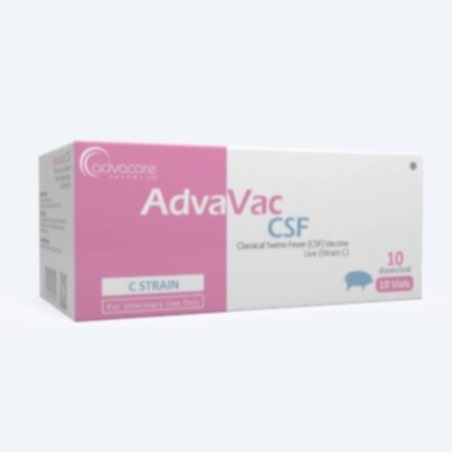 advacare
PHARMA USA
AdvaVac
CSF
Classical Swine Fever (CSF) Vaccine
Live (Strain C)
10
doses/vial
10 Vials
C STRAIN
For Veterinary Use Only